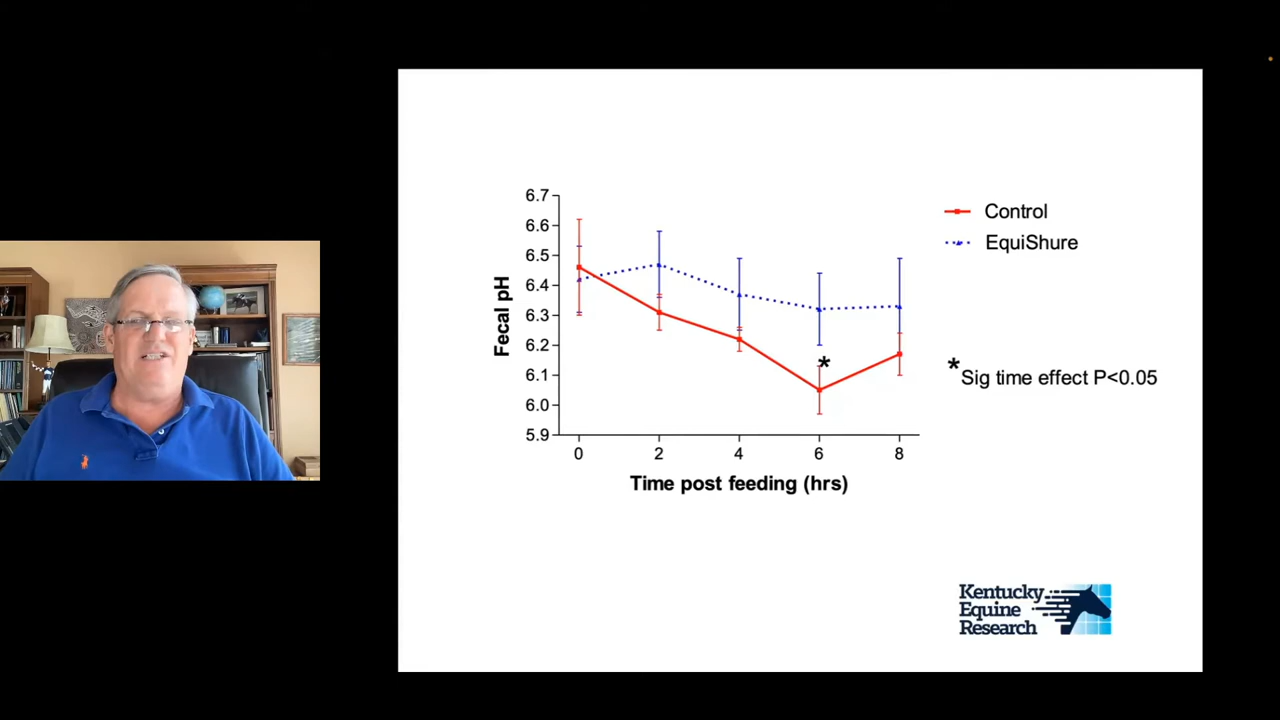 6.7
6.6
6.5
6.4
6.3
6.2
6.1
6.0
5.9
Fecal pH
0 2 4 6 8
Time post feeding (hrs)
Control
EquiShure
*
*Sig time effect P<0.05
Kentucky
Equine
Research